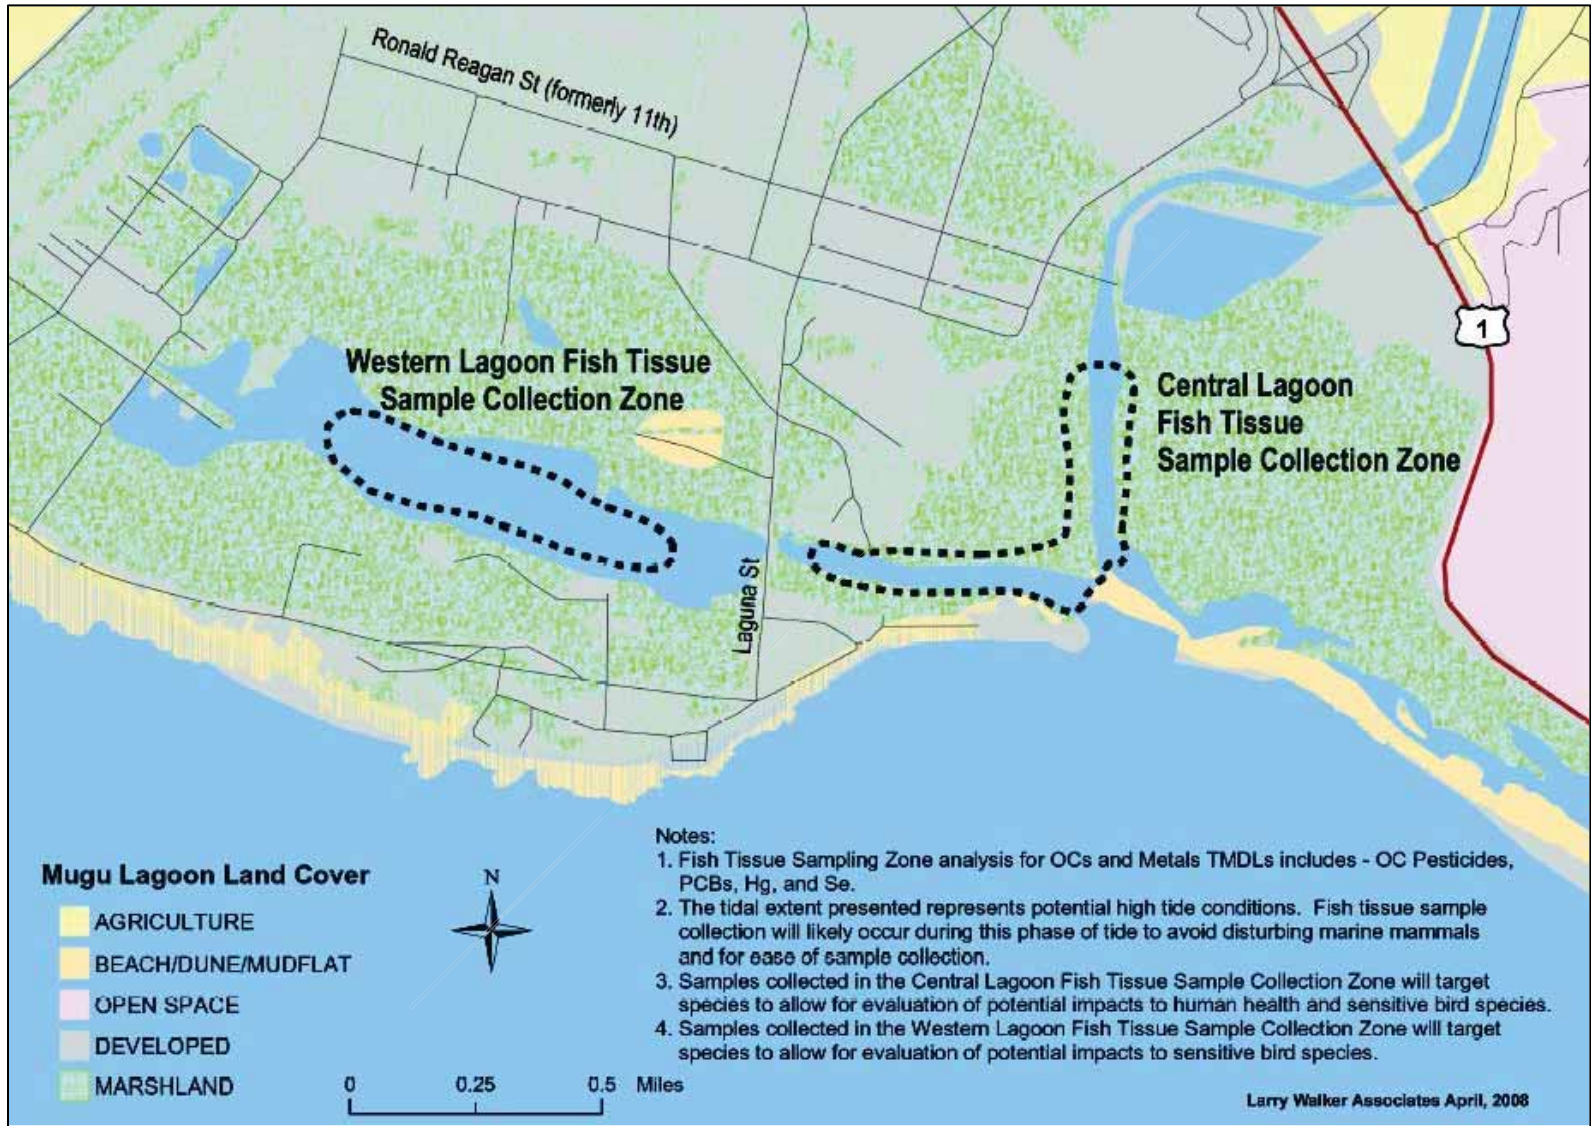 Ronald Reagan St (formerly 11th)
Western Lagoon Fish Tissue
Sample Collection Zone
Central Lagoon
Fish Tissue
Sample Collection Zone
1
Laguna St
Notes:
1. Fish Tissue Sampling Zone analysis for OCs and Metals TMDLs includes - OC Pesticides,
PCBs, Hg, and Se.
2. The tidal extent presented represents potential high tide conditions.  Fish tissue sample
collection will likely occur during this phase of tide to avoid disturbing marine mammals
and for ease of sample collection.
3. Samples collected in the Central Lagoon Fish Tissue Sample Collection Zone will target
species to allow for evaluation of potential impacts to human health and sensitive bird species.
4. Samples collected in the Western Lagoon Fish Tissue Sample Collection Zone will target
species to allow for evaluation of potential impacts to sensitive bird species.
Mugu Lagoon Land Cover
AGRICULTURE
BEACH/DUNE/MUDFLAT
OPEN SPACE
DEVELOPED
MARSHLAND
N
0 0.25 0.5 Miles
Larry Walker Associates April, 2008